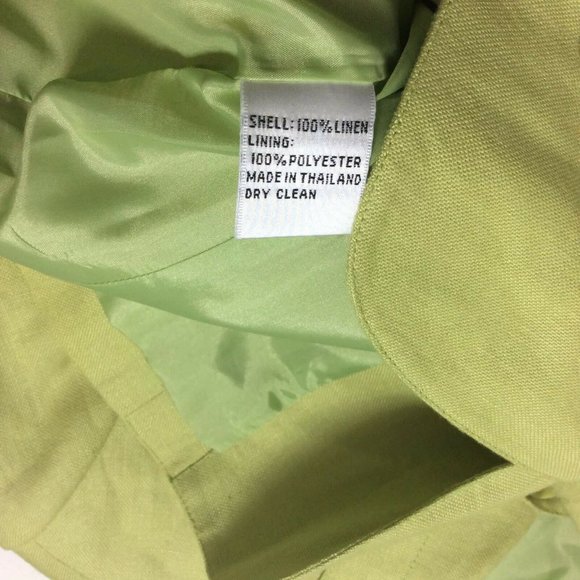 SHELL: 100% LINEN
LINING:
100% POLYESTER
MADE IN THAILAND
DRY CLEAN